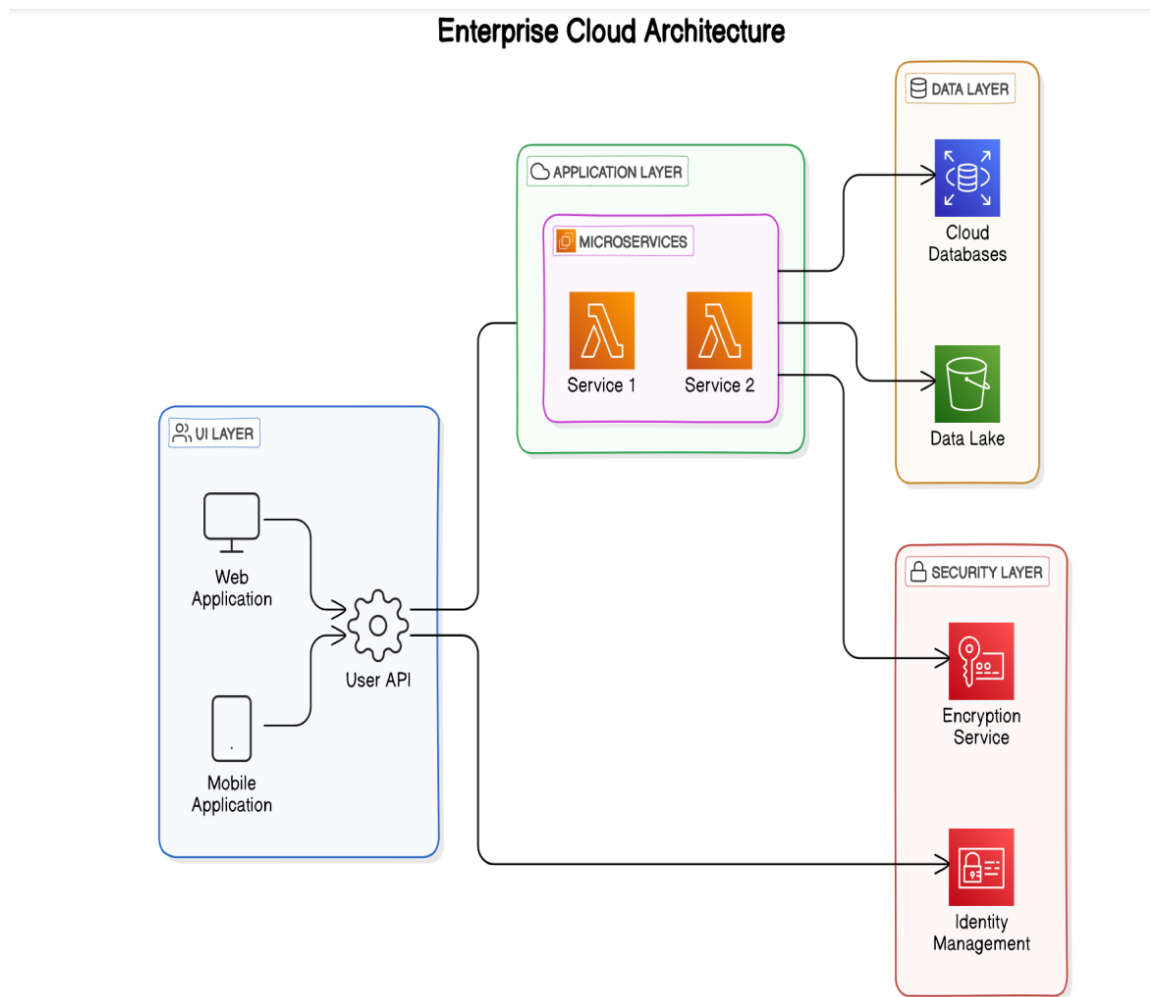 Enterprise Cloud Architecture
DATA LAYER
Cloud
Databases
Data Lake
APPLICATION LAYER
MICROSERVICES
Service 1
Service 2
UI LAYER
Web
Application
User API
Mobile
Application
SECURITY LAYER
Encryption
Service
Identity
Management